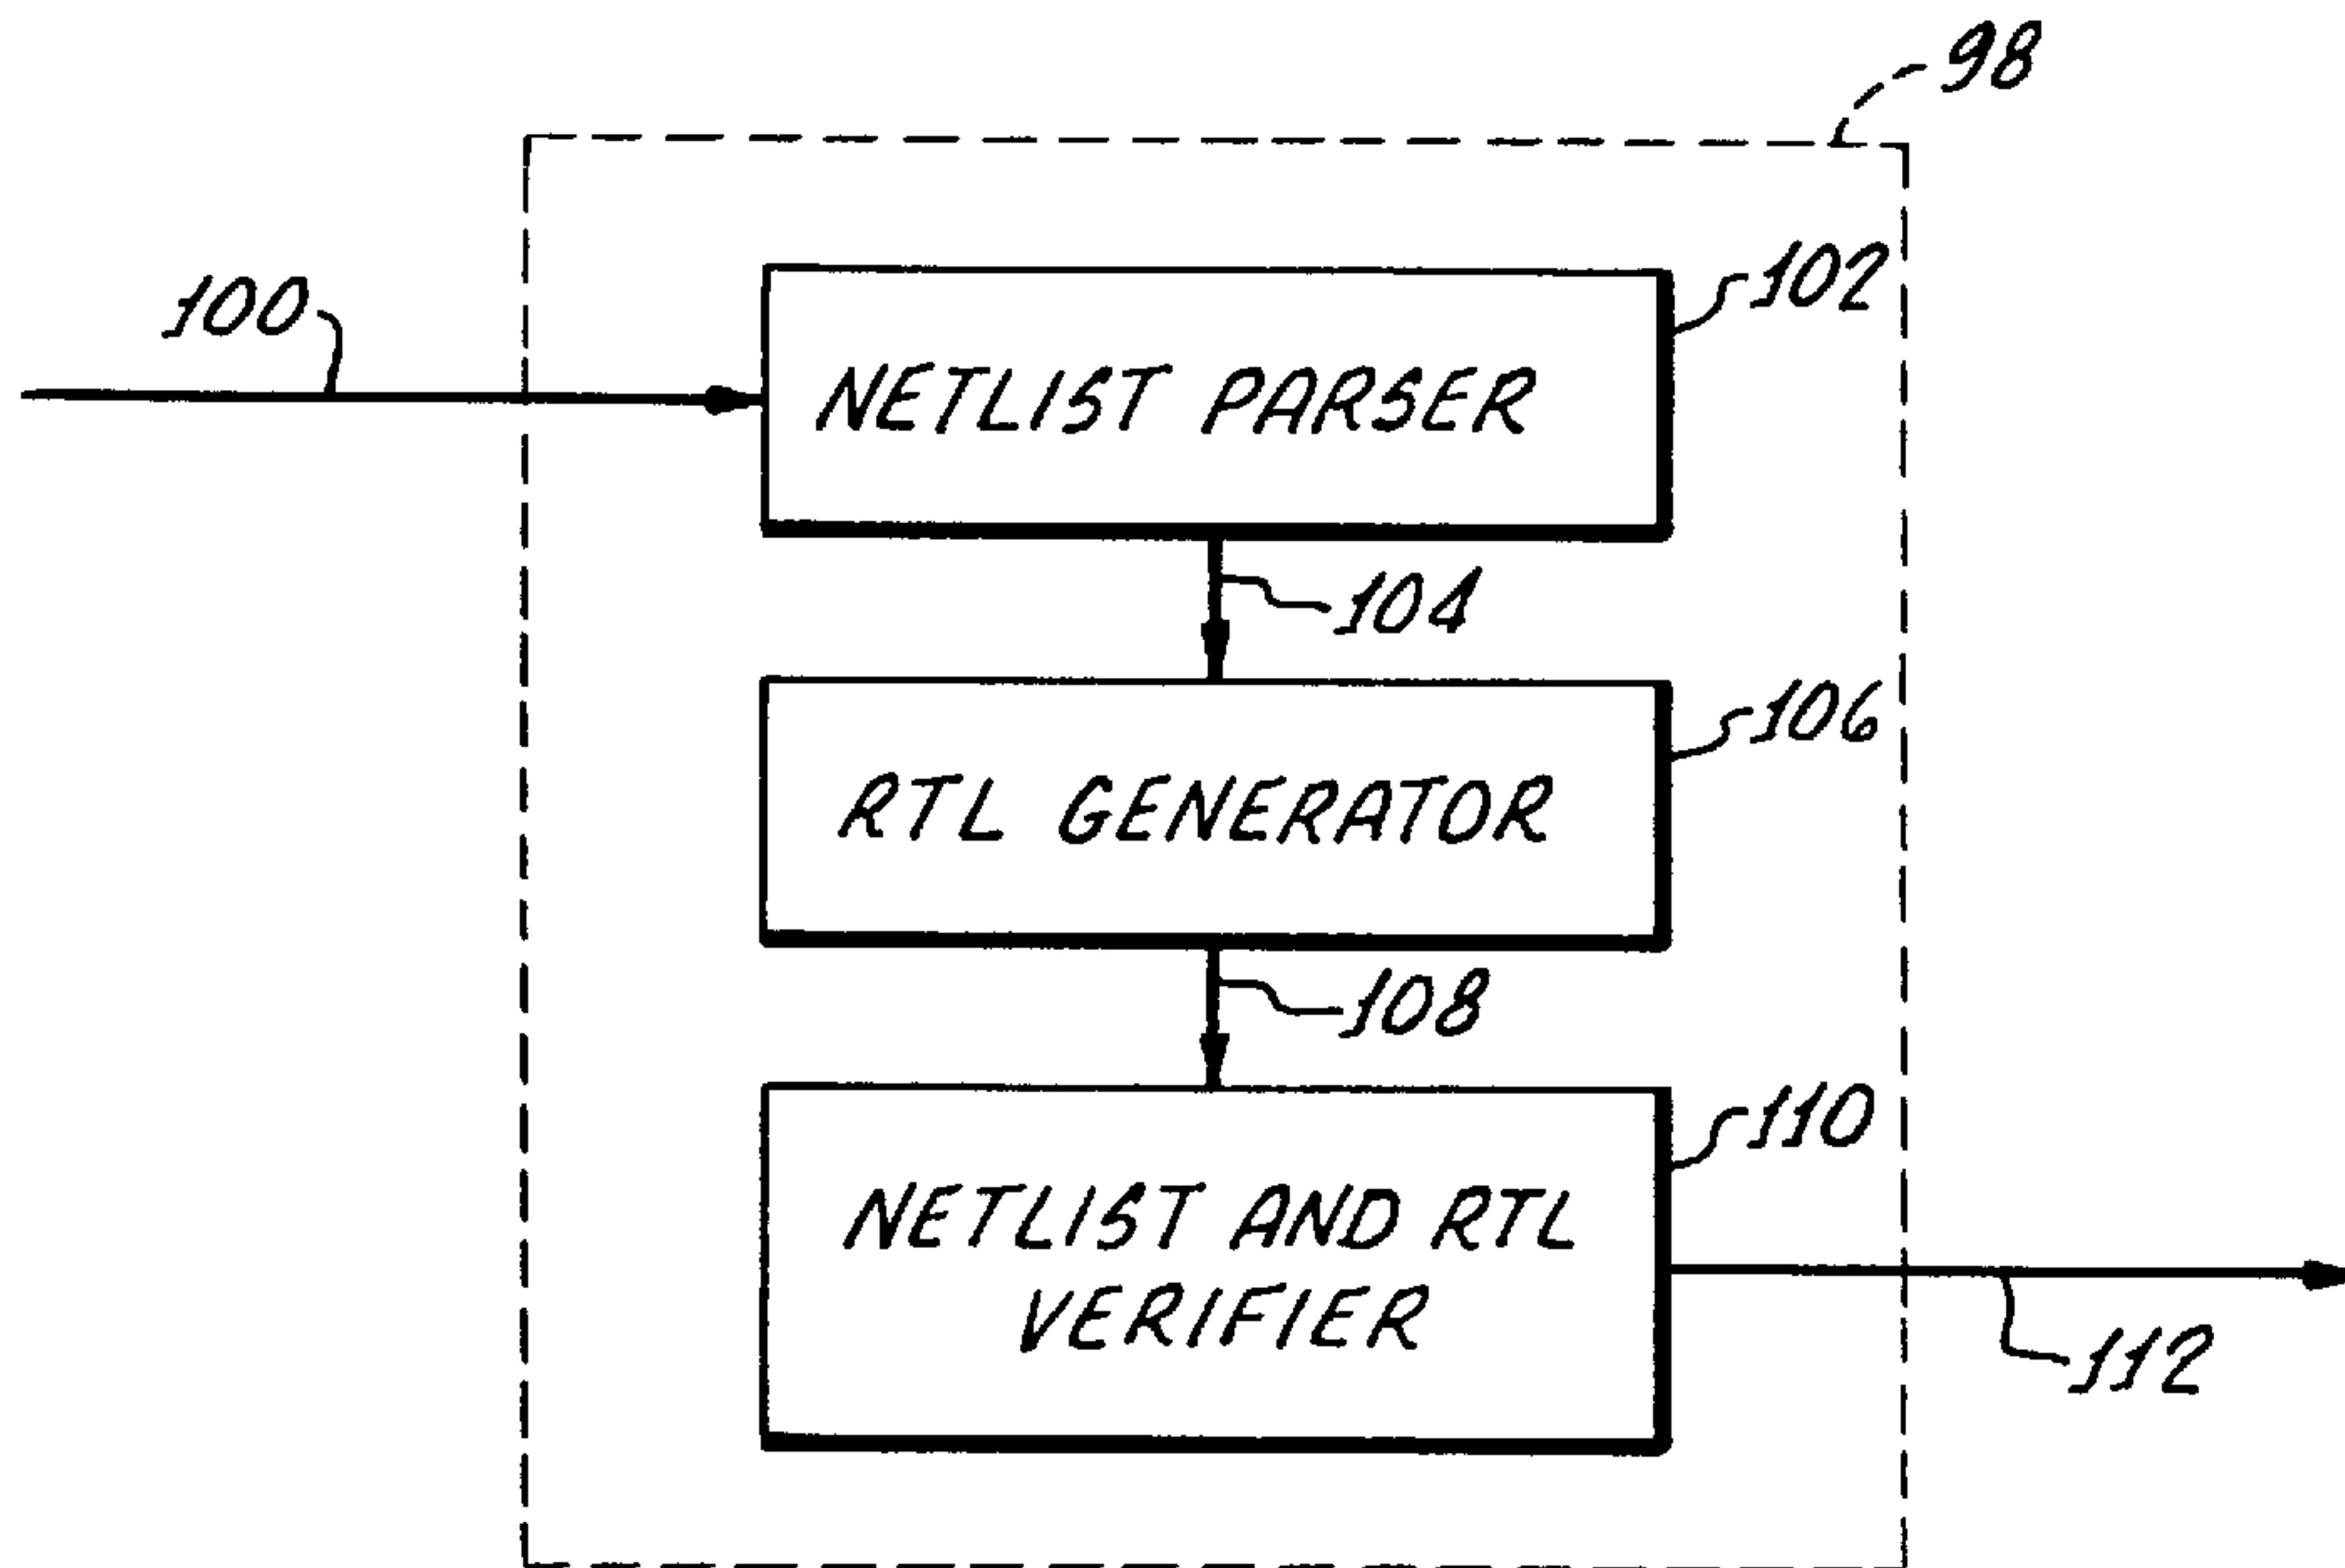 98
100
102
NETLIST PARSER
104
106
RTL GENERATOR
108
110
NETLIST AND RTL
VERIFIER
112